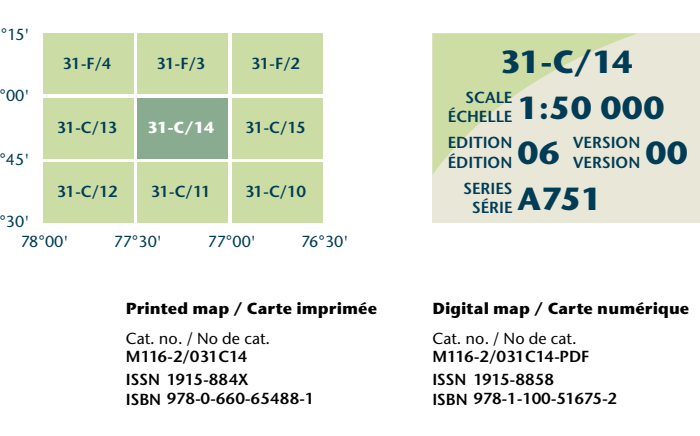 °15'
31-F/4 31-F/3 31-F/2
°00'
31-C/13 31-C/14 31-C/15
°45'
31-C/12 31-C/11 31-C/10
°30'
78°00' 77°30' 77°00' 76°30'
31-C/14
SCALE
ÉCHELLE 1:50 000
EDITION
ÉDITION 06 VERSION
VERSION 00
SERIES
SÉRIE A751
Printed map / Carte imprimée
Cat. no. / No de cat.
M116-2/031C14
ISSN 1915-884X
ISBN 978-0-660-65488-1
Digital map / Carte numérique
Cat. no. / No de cat.
M116-2/031C14-PDF
ISSN 1915-8858
ISBN 978-1-100-51675-2